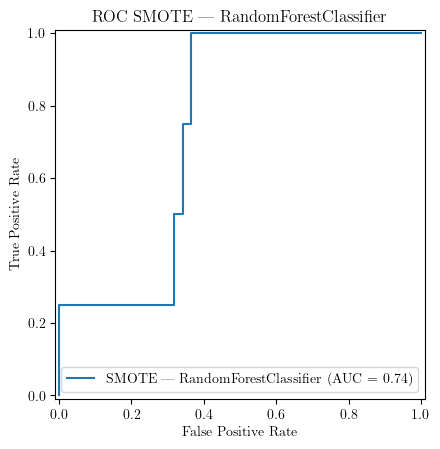 ROC SMOTE — RandomForestClassifier
1.0
0.8
0.6
0.4
0.2
0.0
True Positive Rate
SMOTE — RandomForestClassifier (AUC = 0.74)
0.0 0.2 0.4 0.6 0.8 1.0
False Positive Rate